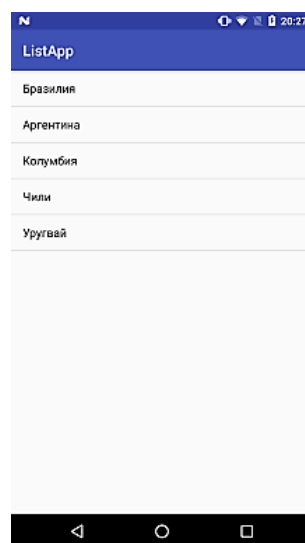 20:27
ListApp
Бразилия
Аргентина
Колумбия
Чили
Уругвай